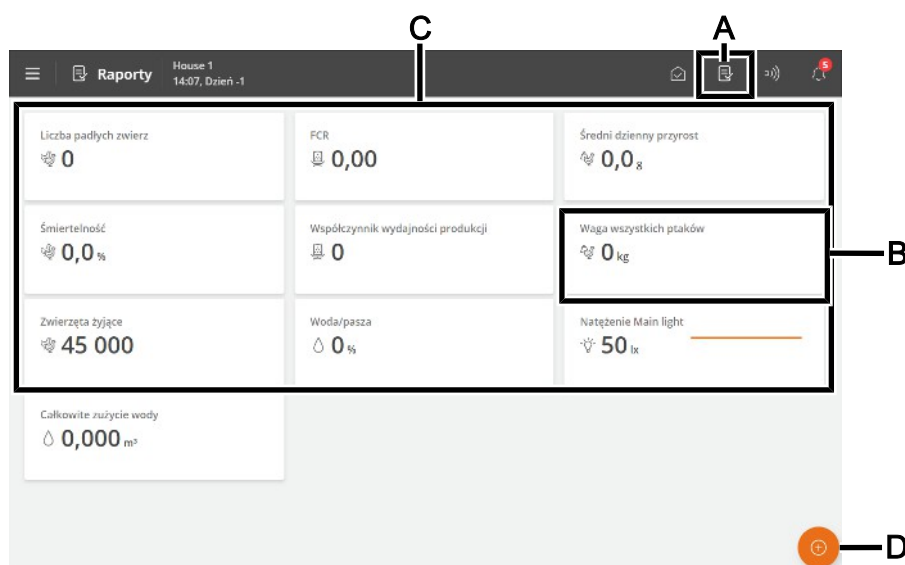 C
A
Raporty
House 1
14:07, Dzień -1
5
Liczba padłych zwierz
0
FCR
0,00
Średni dzienny przyrost
0,0 g
Śmiertelność
0,0 %
Współczynnik wydajności produkcji
0
Waga wszystkich ptaków
0 kg
B
Zwierzęta żyjące
45 000
Woda/pasza
0 %
Natężenie Main light
50 lx
Całkowite zużycie wody
0,000 m³
D